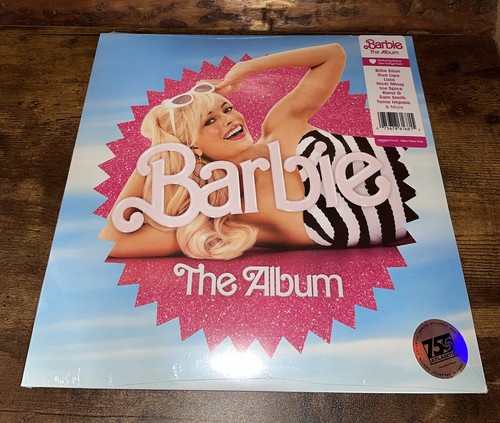 Barbie
The Album
Billie Eilish
Dua Lipa
Lizzo
Nicki Minaj
Ice Spice
Karol G
Sam Smith
Tame Impala
& More
Barbie
The Album
75
ATLANTIC